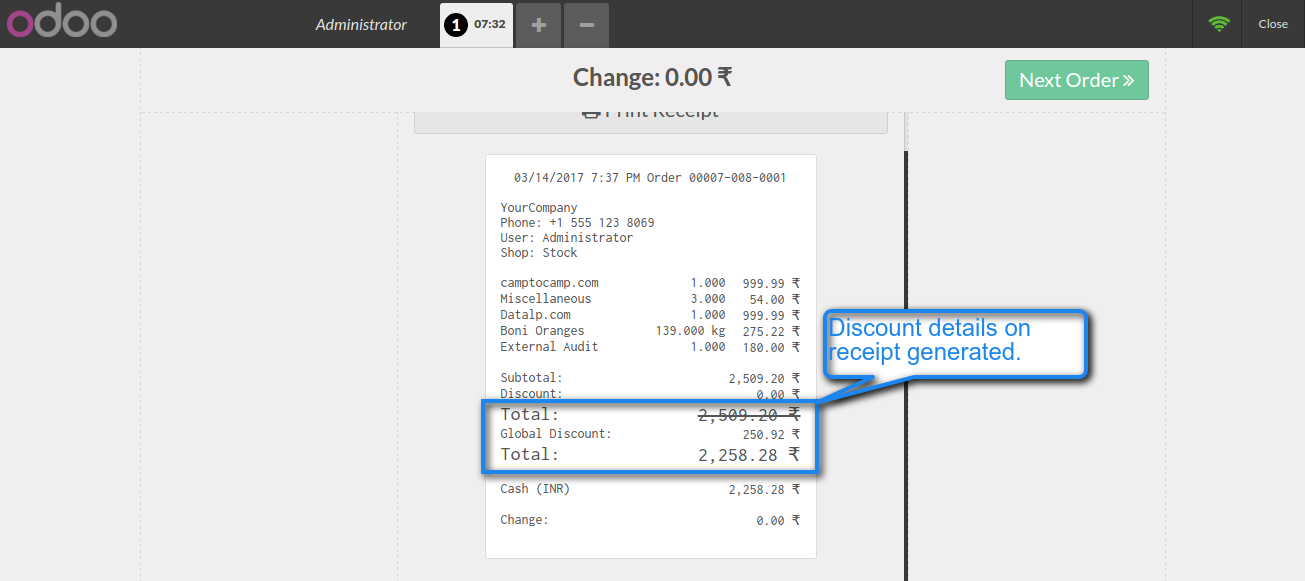 odoo Administrator 1 07:32 + − Close
Change: 0.00 ₹ Next Order »
Print Receipt
03/14/2017 7:37 PM Order 00007-008-0001
YourCompany
Phone: +1 555 123 8069
User: Administrator
Shop: Stock
camptocamp.com 1.000 999.99 ₹
Miscellaneous 3.000 54.00 ₹
Datalp.com 1.000 999.99 ₹
Boni Oranges 139.000 kg 275.22 ₹
External Audit 1.000 180.00 ₹
Subtotal: 2,509.20 ₹
Discount: 0.00 ₹
Total: 2,509.20 ₹
Global Discount: 250.92 ₹
Total: 2,258.28 ₹
Cash (INR) 2,258.28 ₹
Change: 0.00 ₹
Discount details on
receipt generated.